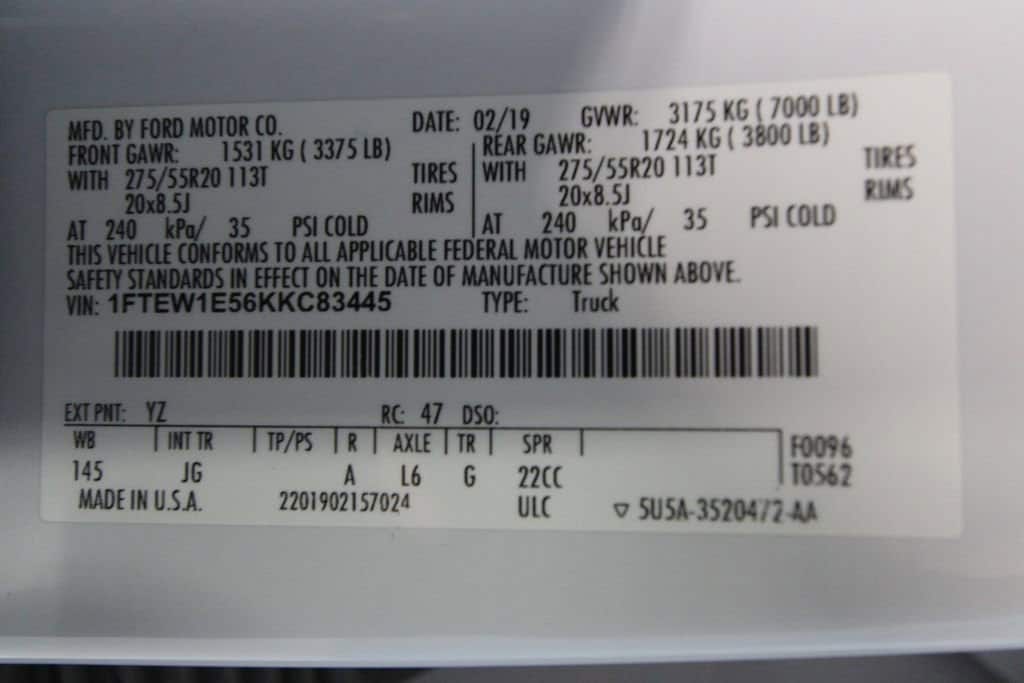 MFD. BY FORD MOTOR CO. DATE: 02/19 GVWR: 3175 KG ( 7000 LB)
FRONT GAWR: 1531 KG ( 3375 LB) REAR GAWR: 1724 KG ( 3800 LB)
WITH 275/55R20 113T TIRES WITH 275/55R20 113T TIRES
20x8.5J RIMS 20x8.5J RIMS
AT 240 kPa/ 35 PSI COLD AT 240 kPa/ 35 PSI COLD
THIS VEHICLE CONFORMS TO ALL APPLICABLE FEDERAL MOTOR VEHICLE
SAFETY STANDARDS IN EFFECT ON THE DATE OF MANUFACTURE SHOWN ABOVE.
VIN: 1FTEW1E56KKC83445 TYPE: Truck
EXT PNT: YZ RC: 47 DSO:
WB INT TR TP/PS R AXLE TR SPR F0096
145 JG A L6 G 22CC T0562
MADE IN U.S.A. 2201902157024 ULC ▽ 5U5A-3520472-AA